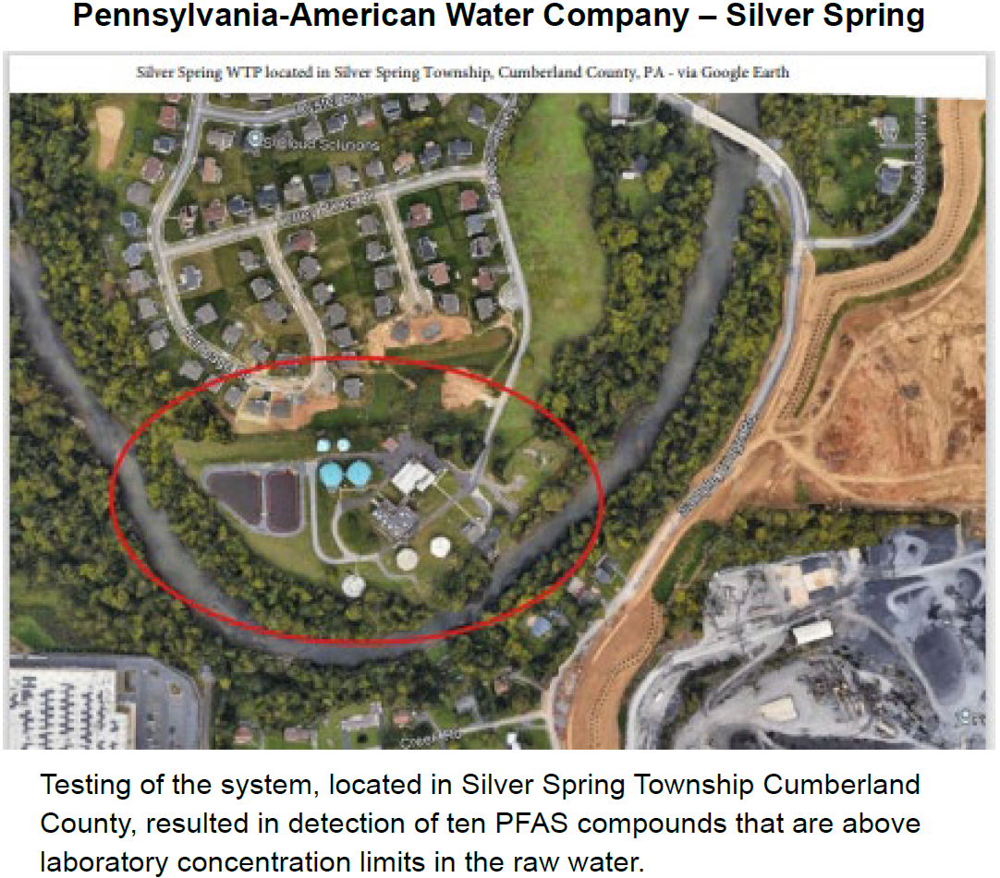 Pennsylvania-American Water Company – Silver Spring
Silver Spring WTP located in Silver Spring Township, Cumberland County, PA - via Google Earth
Cloud Solutions
Creek Rd
Testing of the system, located in Silver Spring Township Cumberland
County, resulted in detection of ten PFAS compounds that are above
laboratory concentration limits in the raw water.